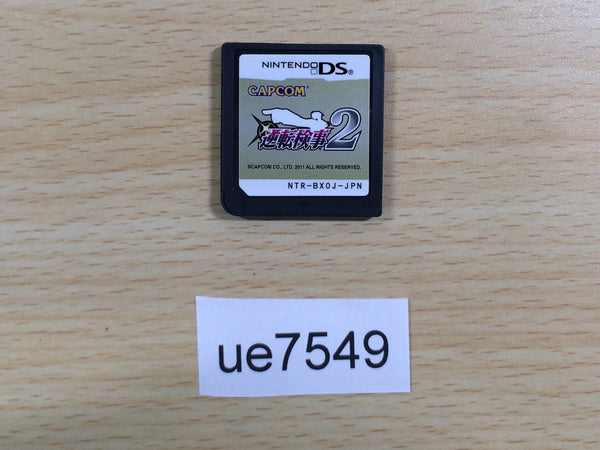 NINTENDO DS®
CAPCOM
逆転検事2
©CAPCOM CO., LTD. 2011 ALL RIGHTS RESERVED.
NTR-BXOJ-JPN
ue7549